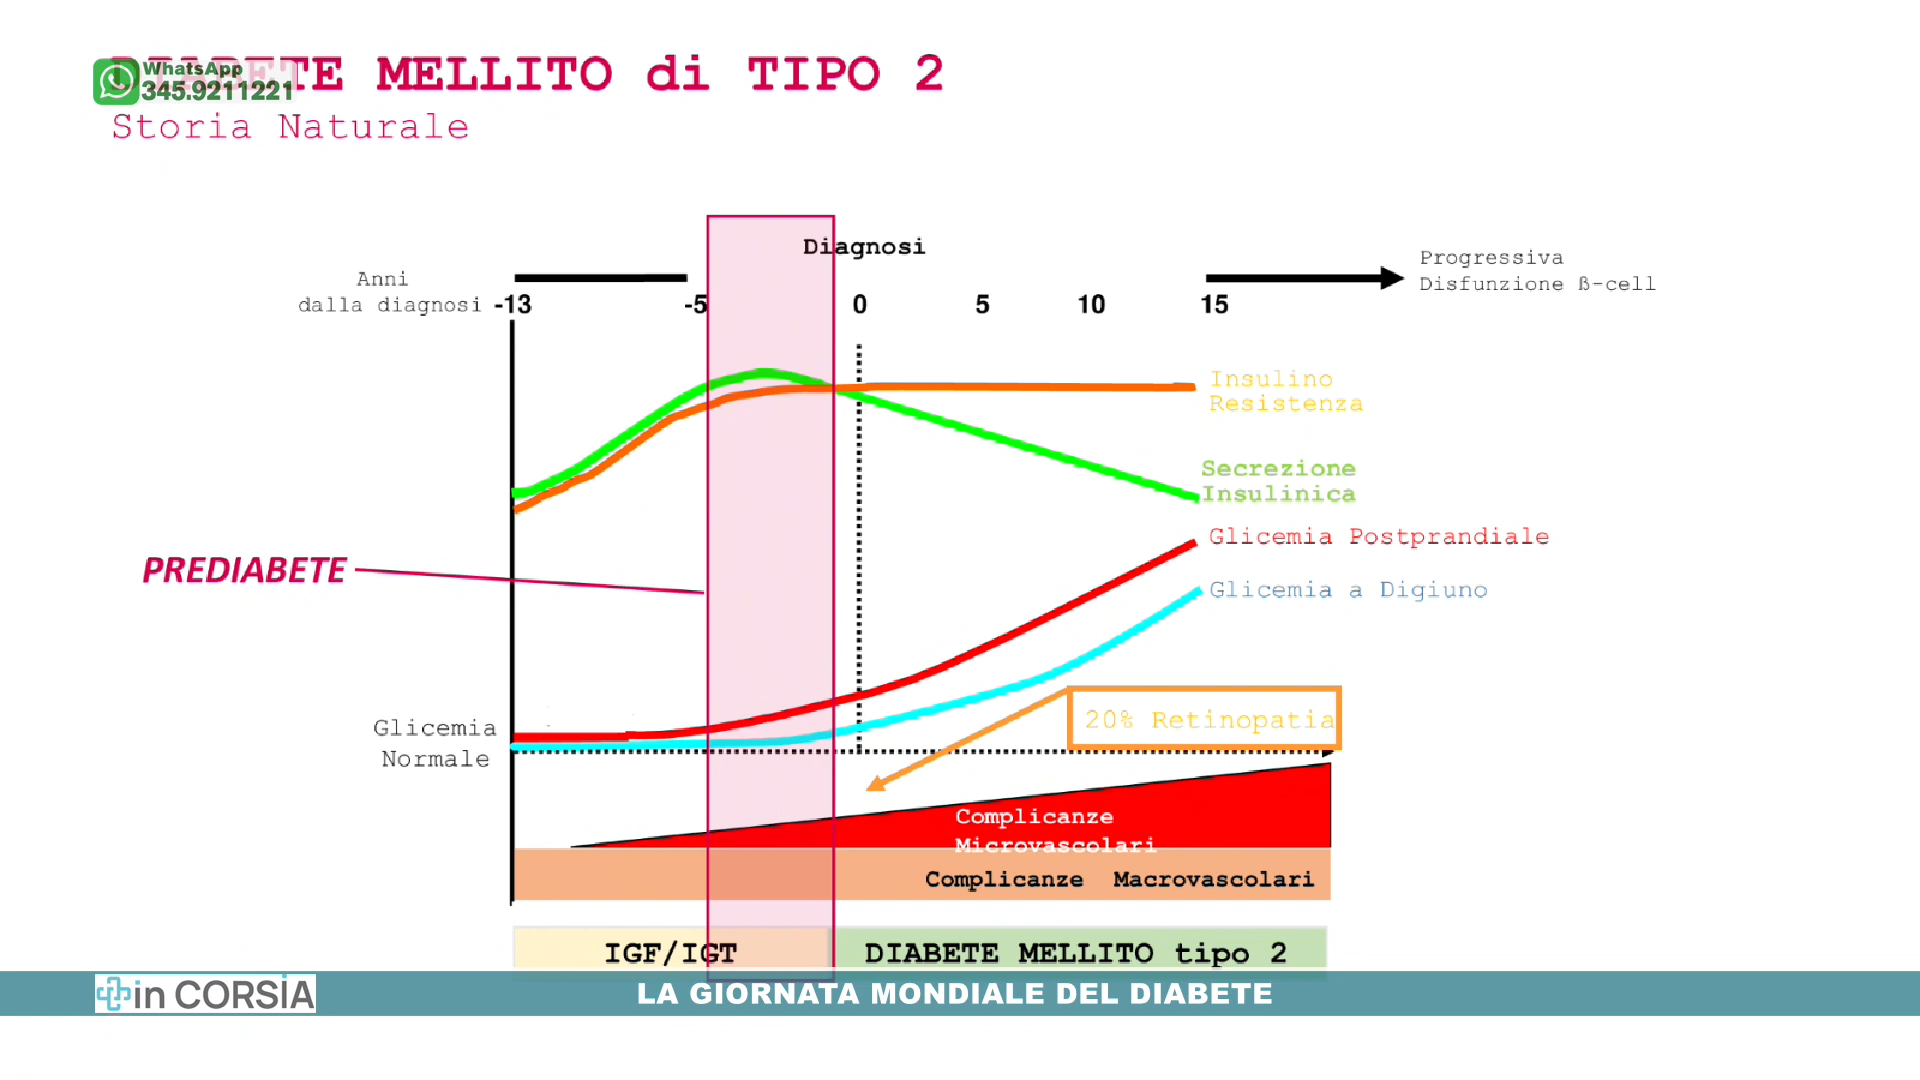 DIABETE MELLITO di TIPO 2
WhatsApp
345.9211221
Storia Naturale
Diagnosi
Anni
dalla diagnosi
-13
-5
0
5
10
15
Progressiva
Disfunzione ß-cell
Insulino
Resistenza
Secrezione
Insulinica
Glicemia Postprandiale
Glicemia a Digiuno
PREDIABETE
20% Retinopatia
Glicemia
Normale
Complicanze
Microvascolari
Complicanze Macrovascolari
IGF/IGT
DIABETE MELLITO tipo 2
in CORSIA
LA GIORNATA MONDIALE DEL DIABETE